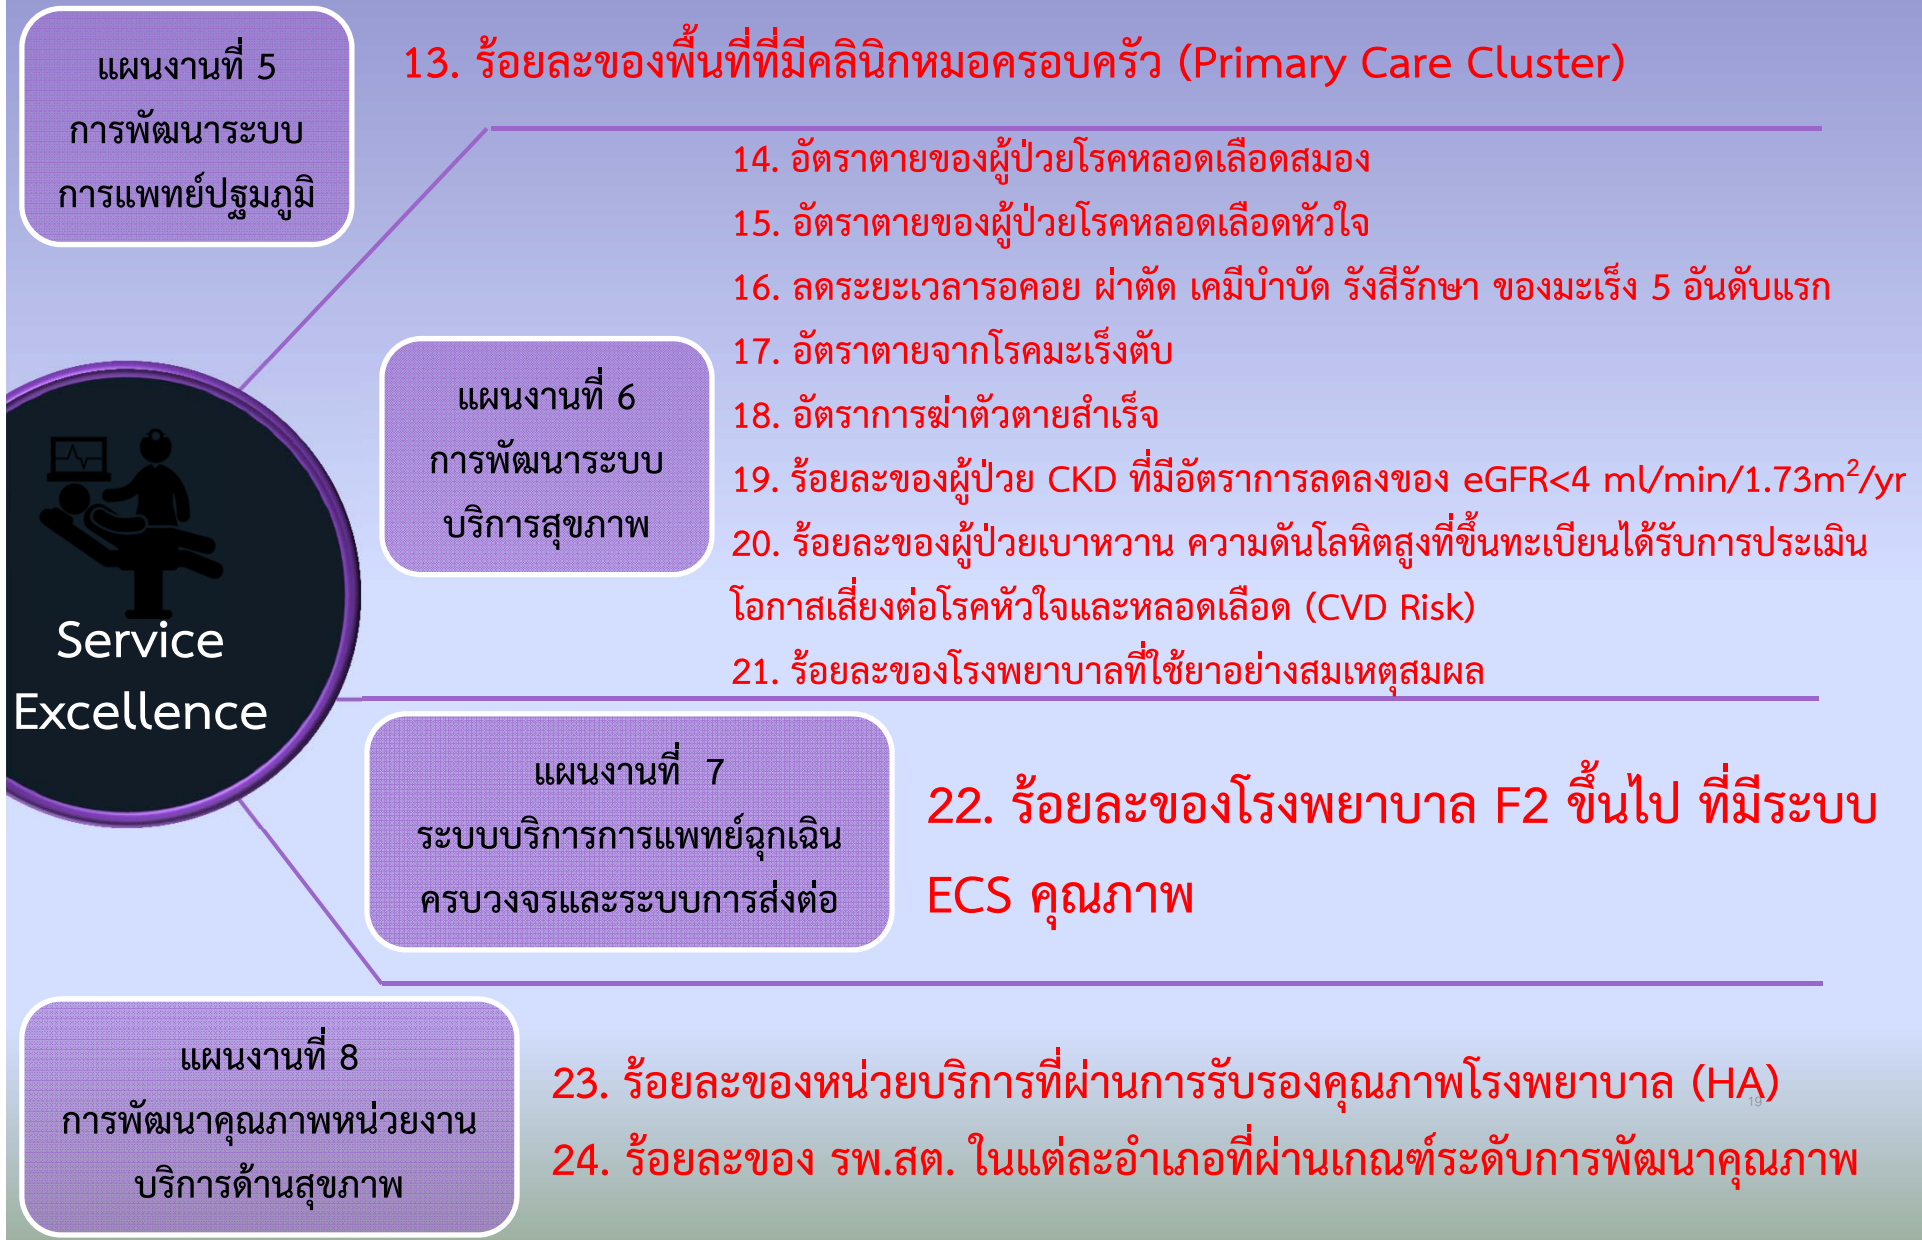 แผนงานที่ 5
การพัฒนาระบบ
การแพทย์ปฐมภูมิ
13. ร้อยละของพื้นที่ที่มีคลินิกหมอครอบครัว (Primary Care Cluster)
Service
Excellence
แผนงานที่ 6
การพัฒนาระบบ
บริการสุขภาพ
14. อัตราตายของผู้ป่วยโรคหลอดเลือดสมอง
15. อัตราตายของผู้ป่วยโรคหลอดเลือดหัวใจ
16. ลดระยะเวลารอคอย ผ่าตัด เคมีบำบัด รังสีรักษา ของมะเร็ง 5 อันดับแรก
17. อัตราตายจากโรคมะเร็งตับ
18. อัตราการฆ่าตัวตายสำเร็จ
19. ร้อยละของผู้ป่วย CKD ที่มีอัตราการลดลงของ eGFR<4 ml/min/1.73m²/yr
20. ร้อยละของผู้ป่วยเบาหวาน ความดันโลหิตสูงที่ขึ้นทะเบียนได้รับการประเมิน
โอกาสเสี่ยงต่อโรคหัวใจและหลอดเลือด (CVD Risk)
21. ร้อยละของโรงพยาบาลที่ใช้ยาอย่างสมเหตุสมผล
แผนงานที่ 7
ระบบบริการการแพทย์ฉุกเฉิน
ครบวงจรและระบบการส่งต่อ
22. ร้อยละของโรงพยาบาล F2 ขึ้นไป ที่มีระบบ
ECS คุณภาพ
แผนงานที่ 8
การพัฒนาคุณภาพหน่วยงาน
บริการด้านสุขภาพ
23. ร้อยละของหน่วยบริการที่ผ่านการรับรองคุณภาพโรงพยาบาล (HA)
19
24. ร้อยละของ รพ.สต. ในแต่ละอำเภอที่ผ่านเกณฑ์ระดับการพัฒนาคุณภาพ